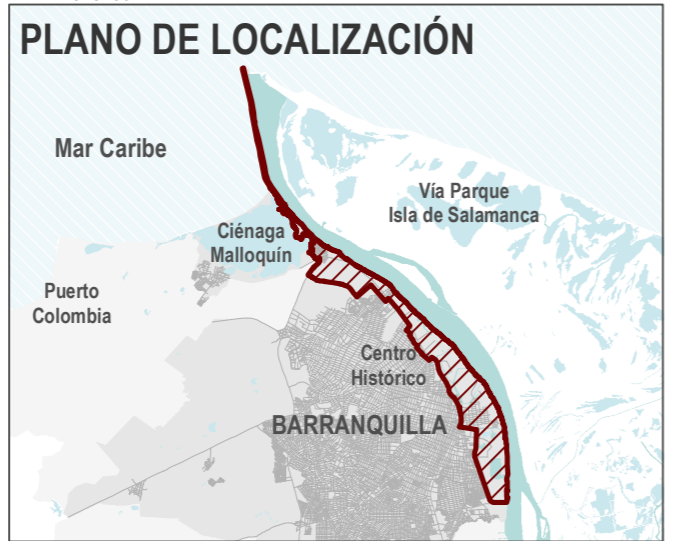 PLANO DE LOCALIZACIÓN
Mar Caribe
Vía Parque
Isla de Salamanca
Ciénaga
Malloquín
Puerto
Colombia
Centro
Histórico
BARRANQUILLA